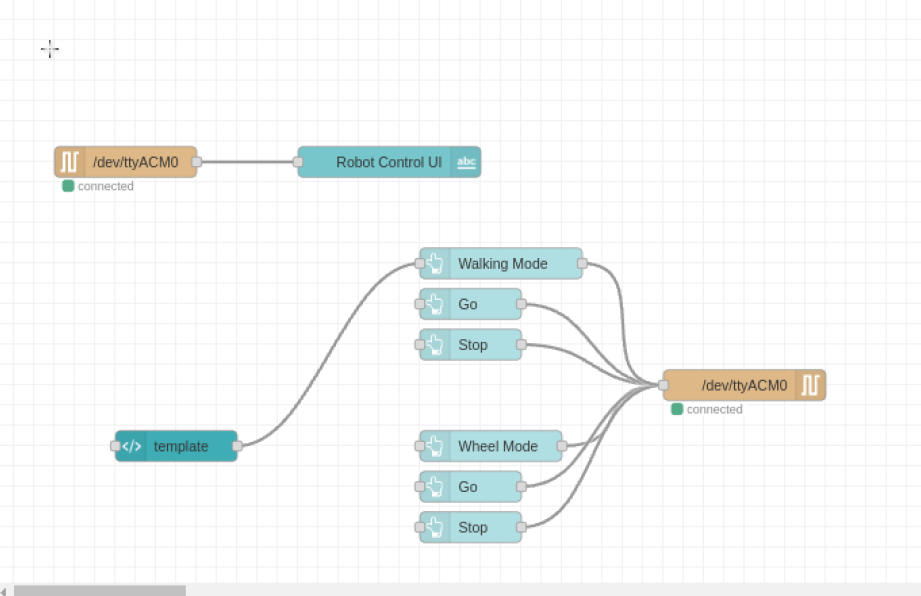 /dev/ttyACM0
Robot Control UI
abc
connected
Walking Mode
Go
Stop
/dev/ttyACM0
connected
template
</>
Wheel Mode
Go
Stop